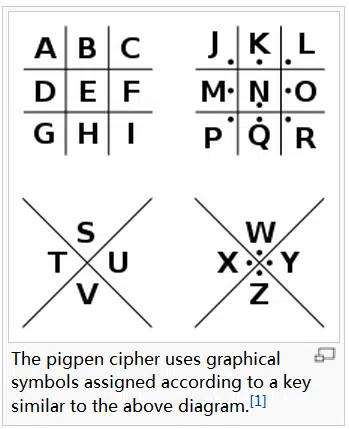 A B C J K L
D E F M N O
G H I P Q R
S W
T U X Y
V Z
The pigpen cipher uses graphical
symbols assigned according to a key
similar to the above diagram.[1]